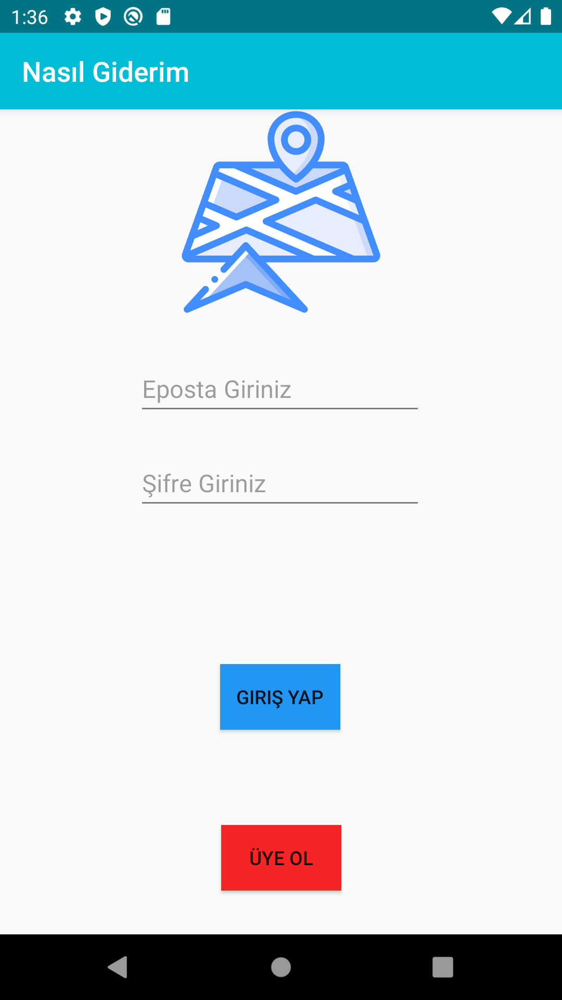 1:36
Nasıl Giderim
Eposta Giriniz
Şifre Giriniz
GIRIŞ YAP
ÜYE OL